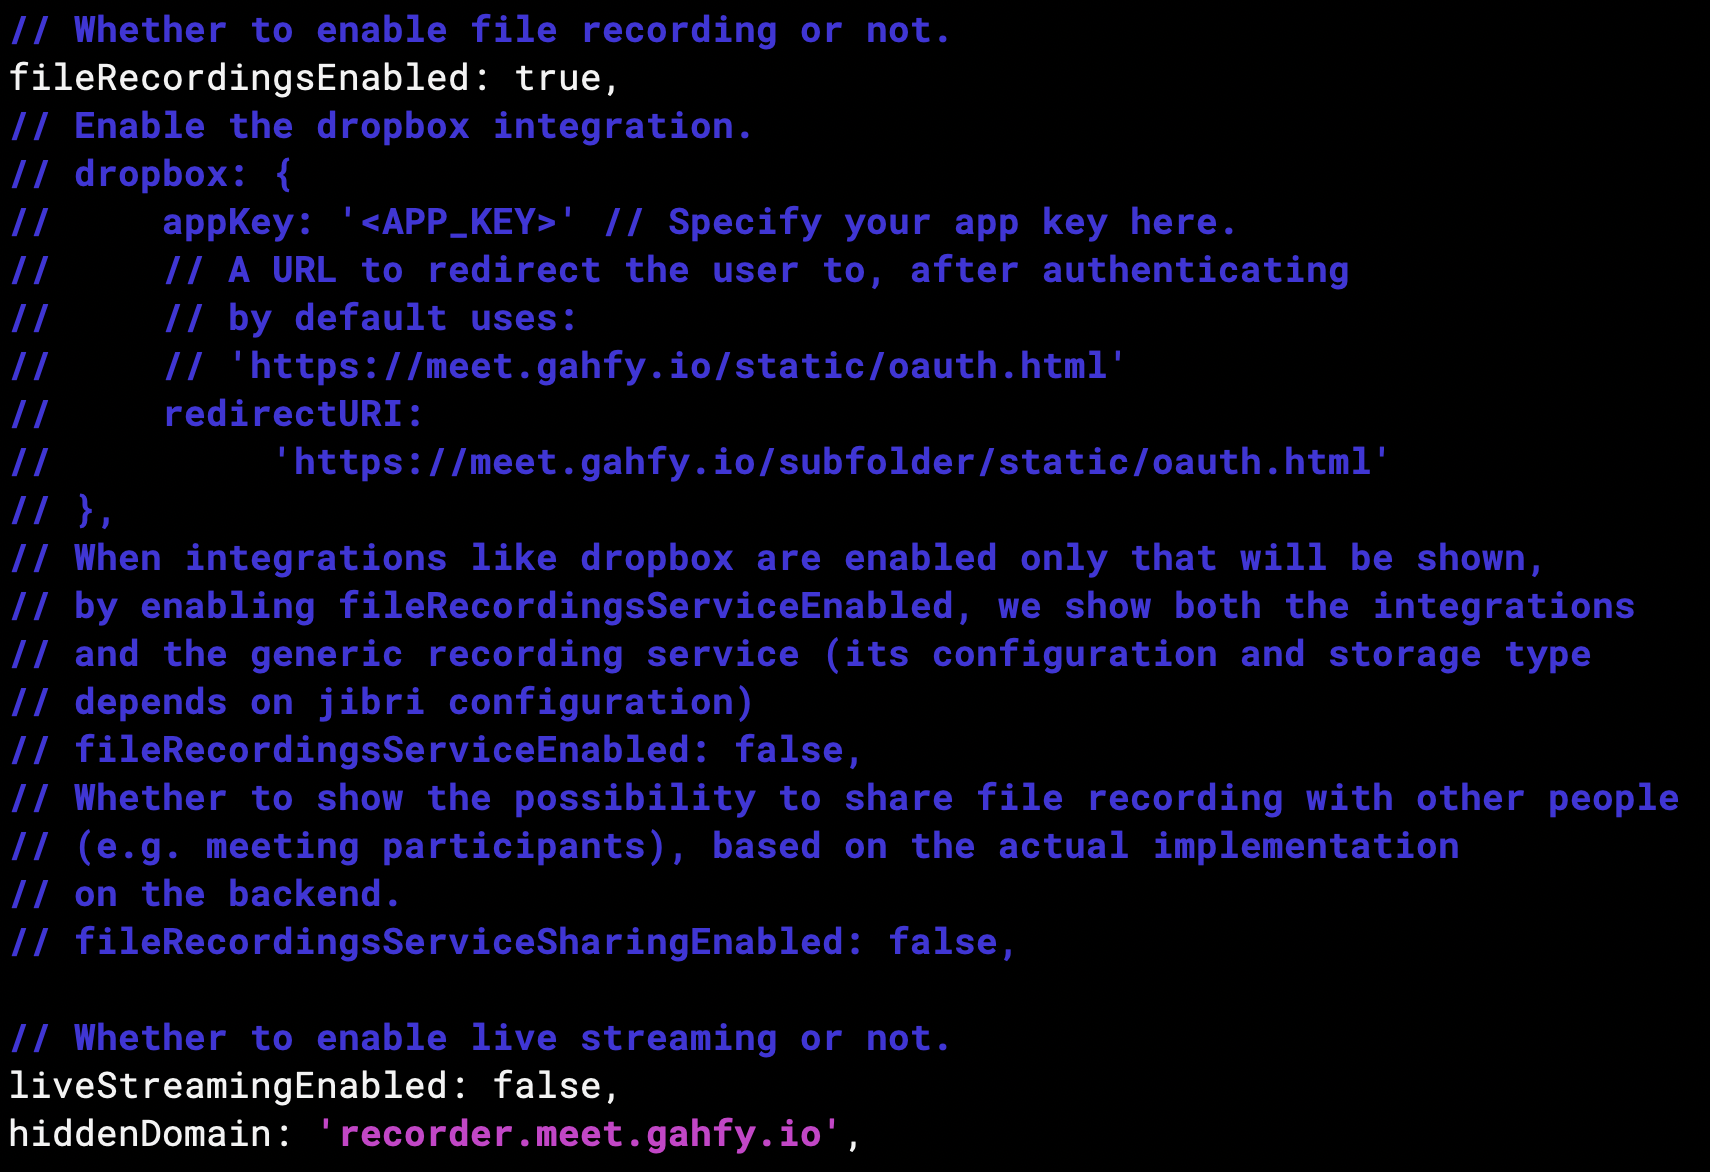 // Whether to enable file recording or not.
fileRecordingsEnabled: true,
// Enable the dropbox integration.
// dropbox: {
//     appKey: '<APP_KEY>' // Specify your app key here.
//     // A URL to redirect the user to, after authenticating
//     // by default uses:
//     // 'https://meet.gahfy.io/static/oauth.html'
//     redirectURI:
//          'https://meet.gahfy.io/subfolder/static/oauth.html'
// },
// When integrations like dropbox are enabled only that will be shown,
// by enabling fileRecordingsServiceEnabled, we show both the integrations
// and the generic recording service (its configuration and storage type
// depends on jibri configuration)
// fileRecordingsServiceEnabled: false,
// Whether to show the possibility to share file recording with other people
// (e.g. meeting participants), based on the actual implementation
// on the backend.
// fileRecordingsServiceSharingEnabled: false,

// Whether to enable live streaming or not.
liveStreamingEnabled: false,
hiddenDomain: 'recorder.meet.gahfy.io',